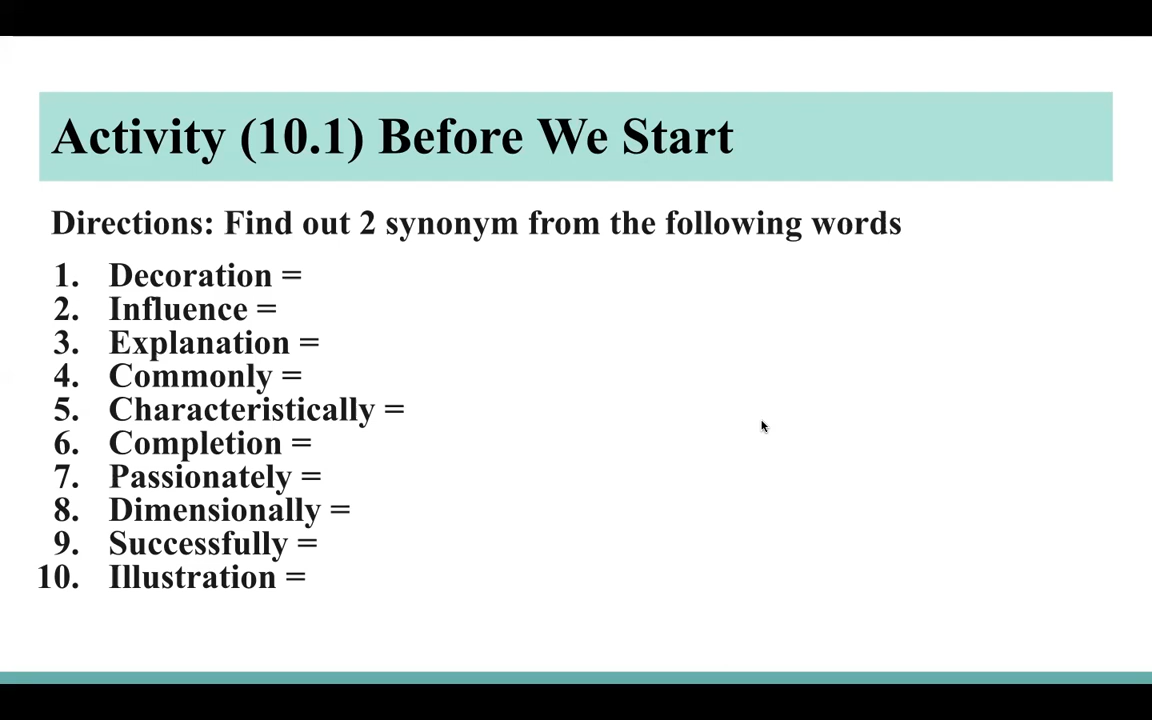 Activity (10.1) Before We Start
Directions: Find out 2 synonym from the following words
1. Decoration =
2. Influence =
3. Explanation =
4. Commonly =
5. Characteristically =
6. Completion =
7. Passionately =
8. Dimensionally =
9. Successfully =
10. Illustration =